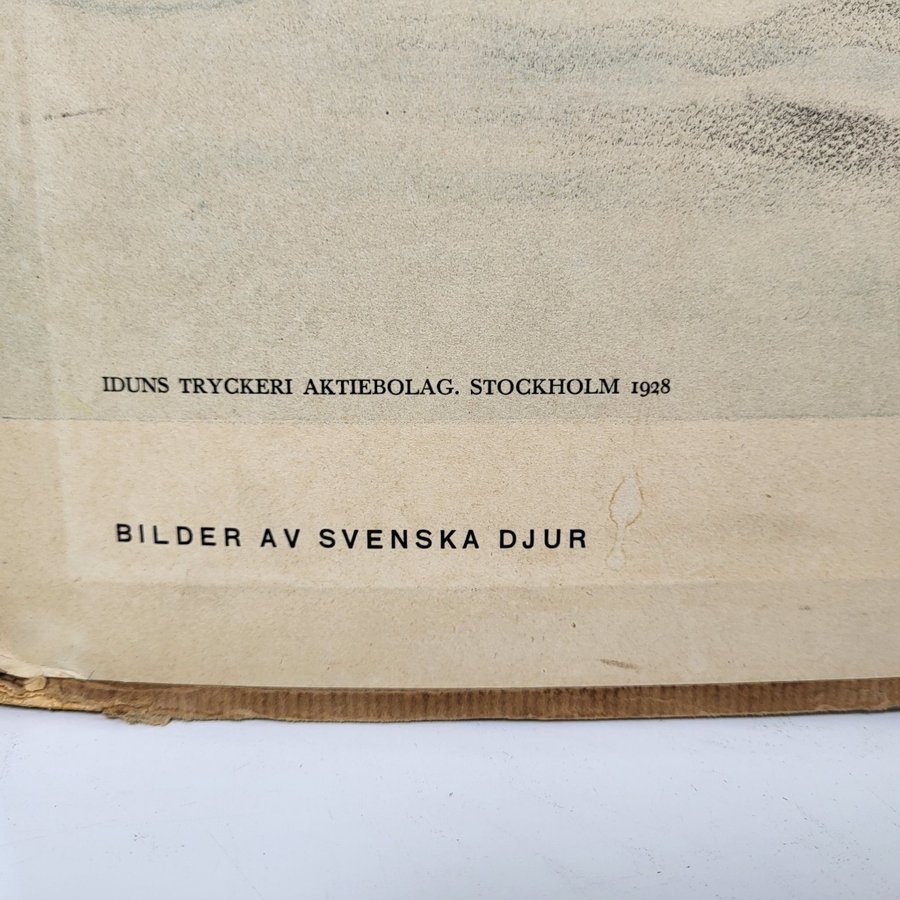 IDUNS TRYCKERI AKTIEBOLAG. STOCKHOLM 1928
BILDER AV SVENSKA DJUR